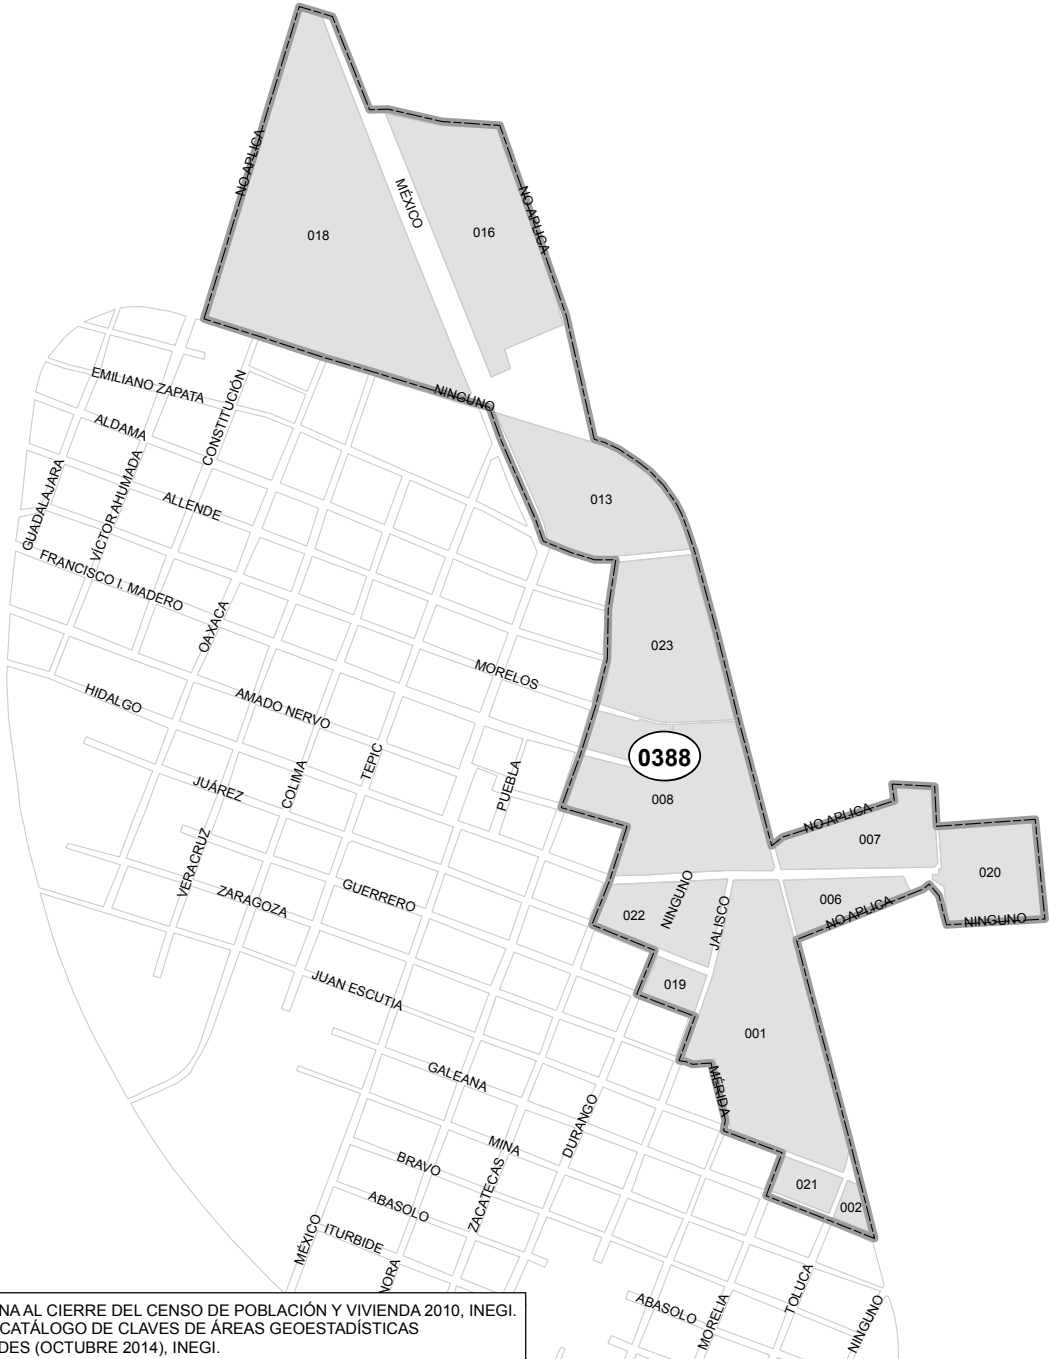 NO APLICA
MÉXICO
NO APLICA
016
018
NINGUNO
EMILIANO ZAPATA
CONSTITUCIÓN
ALDAMA
VÍCTOR AHUMADA
GUADALAJARA
ALLENDE
013
FRANCISCO I. MADERO
OAXACA
023
MORELOS
HIDALGO
AMADO NERVO
TEPIC
0388
COLIMA
PUEBLA
JUÁREZ
008
NO APLICA
007
VERACRUZ
020
ZARAGOZA
GUERRERO
022
NINGUNO
JALISCO
006
NO APLICA
NINGUNO
JUAN ESCUTIA
019
001
GALEANA
MÉRIDA
DURANGO
MINA
BRAVO
ZACATECAS
021
ABASOLO
002
MÉXICO
ITURBIDE
NORA
TOLUCA
ABASOLO
MORELIA
NINGUNO
NA AL CIERRE DEL CENSO DE POBLACIÓN Y VIVIENDA 2010, INEGI.
CATÁLOGO DE CLAVES DE ÁREAS GEOESTADÍSTICAS
DES (OCTUBRE 2014), INEGI.